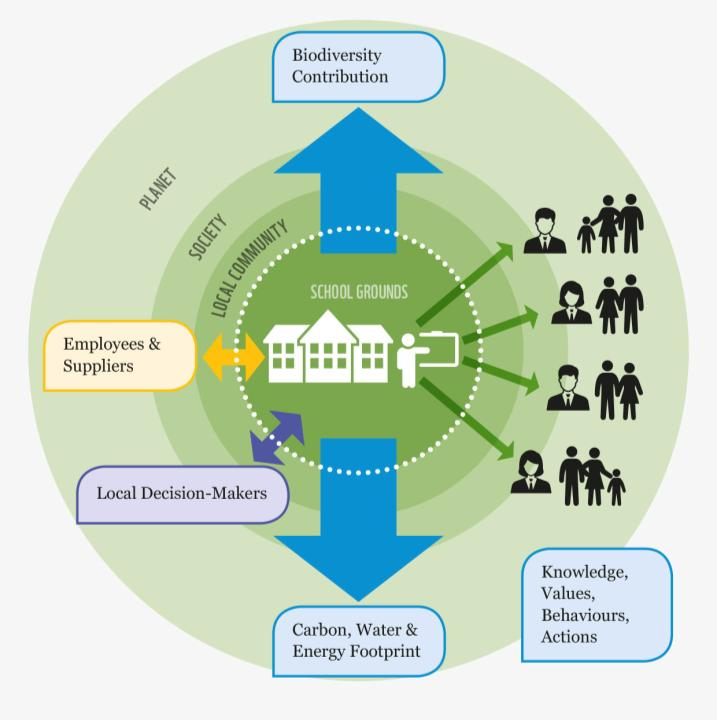 Biodiversity
Contribution
PLANET
SOCIETY
LOCAL COMMUNITY
SCHOOL GROUNDS
Employees &
Suppliers
Local Decision-Makers
Carbon, Water &
Energy Footprint
Knowledge,
Values,
Behaviours,
Actions